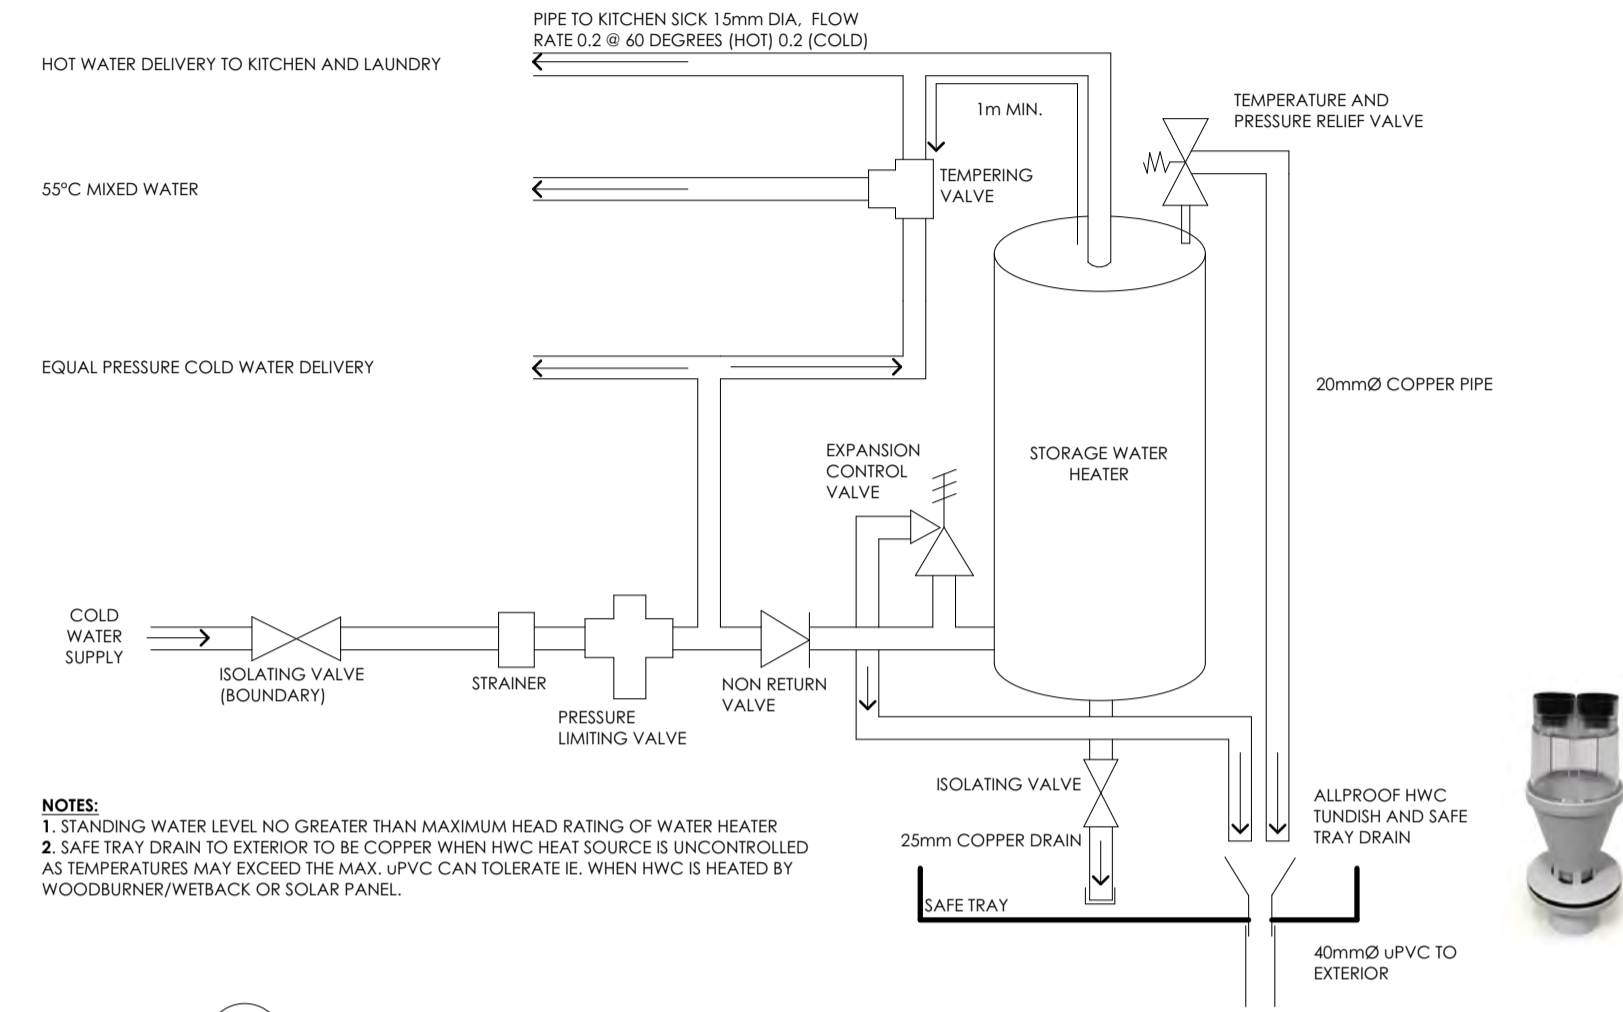 PIPE TO KITCHEN SICK 15mm DIA, FLOW
RATE 0.2 @ 60 DEGREES (HOT) 0.2 (COLD)
HOT WATER DELIVERY TO KITCHEN AND LAUNDRY
1m MIN.
TEMPERATURE AND
PRESSURE RELIEF VALVE
55°C MIXED WATER
TEMPERING
VALVE
EQUAL PRESSURE COLD WATER DELIVERY
20mmØ COPPER PIPE
EXPANSION
CONTROL
VALVE
STORAGE WATER
HEATER
COLD
WATER
SUPPLY
ISOLATING VALVE
(BOUNDARY)
STRAINER
PRESSURE
LIMITING VALVE
NON RETURN
VALVE
ISOLATING VALVE
25mm COPPER DRAIN
SAFE TRAY
ALLPROOF HWC
TUNDISH AND SAFE
TRAY DRAIN
40mmØ uPVC TO
EXTERIOR
NOTES:
1. STANDING WATER LEVEL NO GREATER THAN MAXIMUM HEAD RATING OF WATER HEATER
2. SAFE TRAY DRAIN TO EXTERIOR TO BE COPPER WHEN HWC HEAT SOURCE IS UNCONTROLLED
AS TEMPERATURES MAY EXCEED THE MAX. uPVC CAN TOLERATE IE. WHEN HWC IS HEATED BY
WOODBURNER/WETBACK OR SOLAR PANEL.